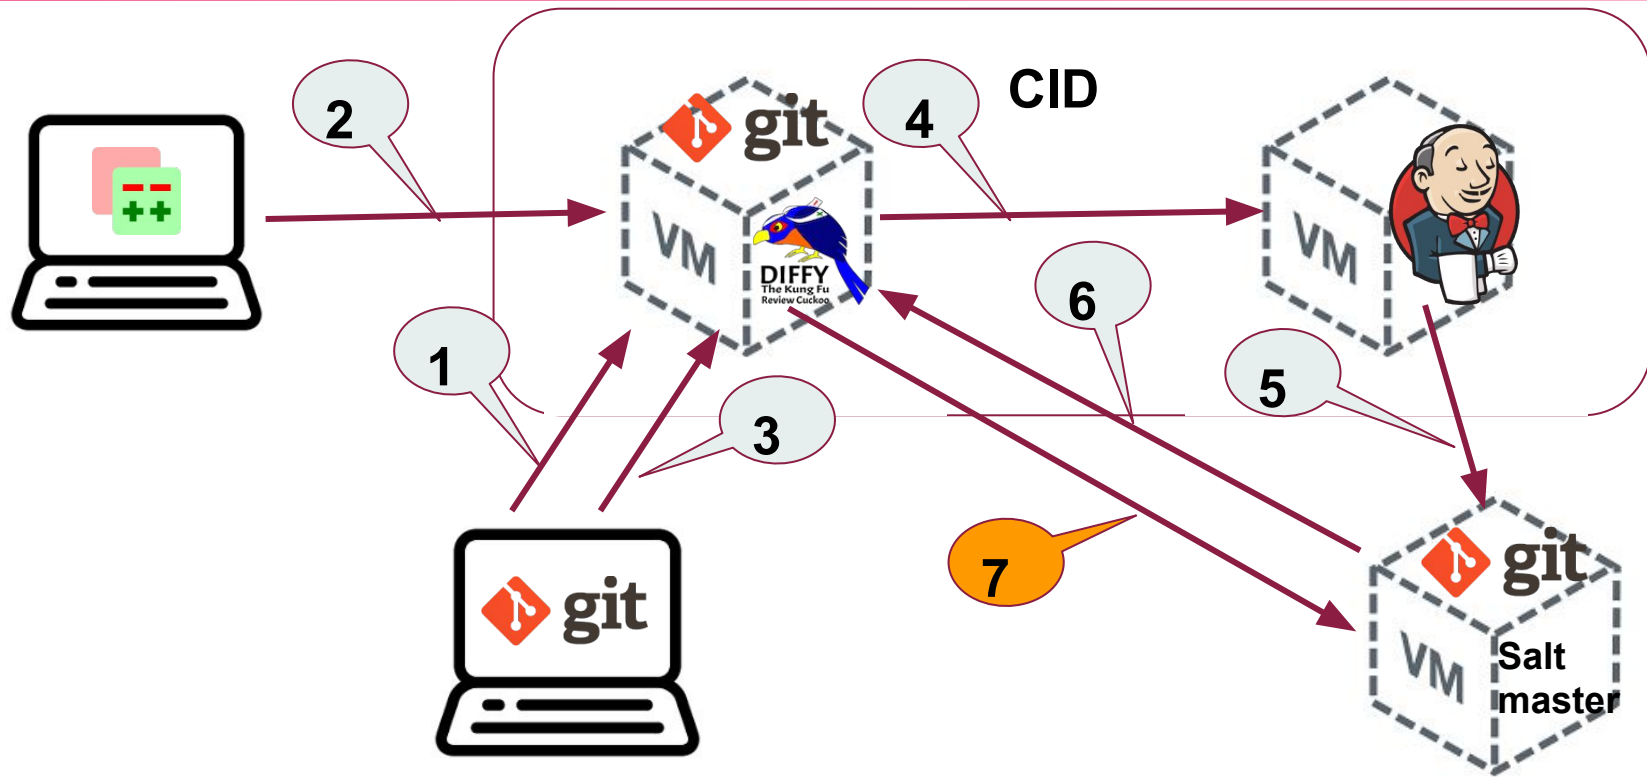 CID
2
git
4
VM
DIFFY
The Kung Fu
Review Cuckoo
VM
6
1
5
3
7
git
git
VM
Salt
master